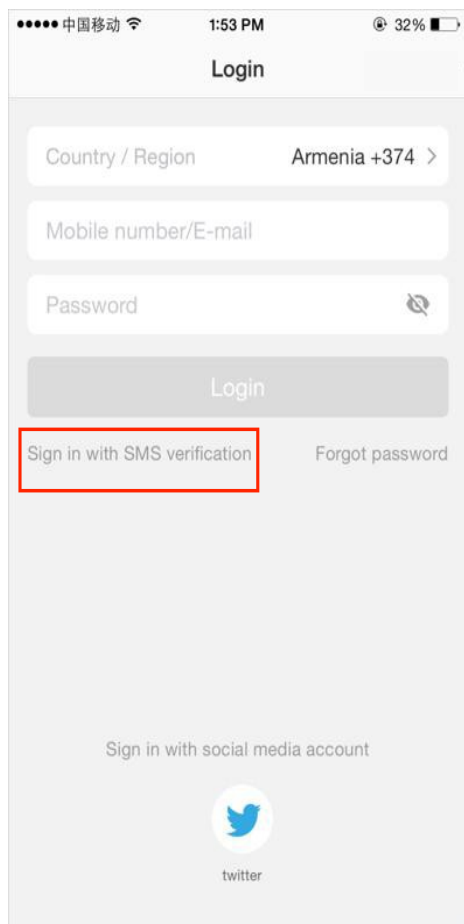 中国移动 1:53 PM 32%
Login
Country / Region Armenia +374 >
Mobile number/E-mail
Password
Login
Sign in with SMS verification Forgot password
Sign in with social media account
twitter